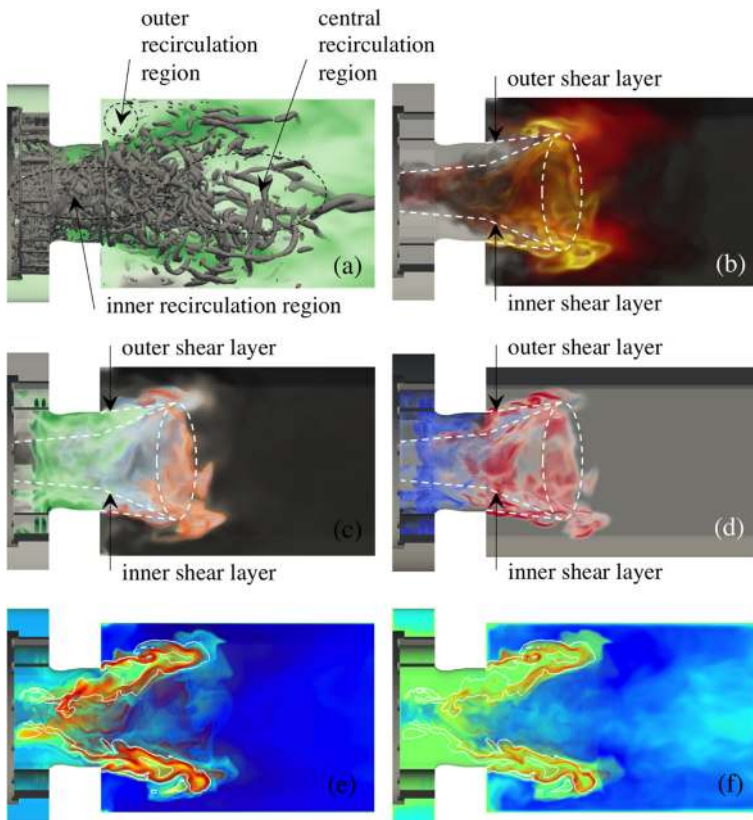 outer
recirculation
region
central
recirculation
region
outer shear layer
(a)
(b)
inner recirculation region
inner shear layer
outer shear layer
outer shear layer
(c)
(d)
inner shear layer
inner shear layer
(e)
(f)